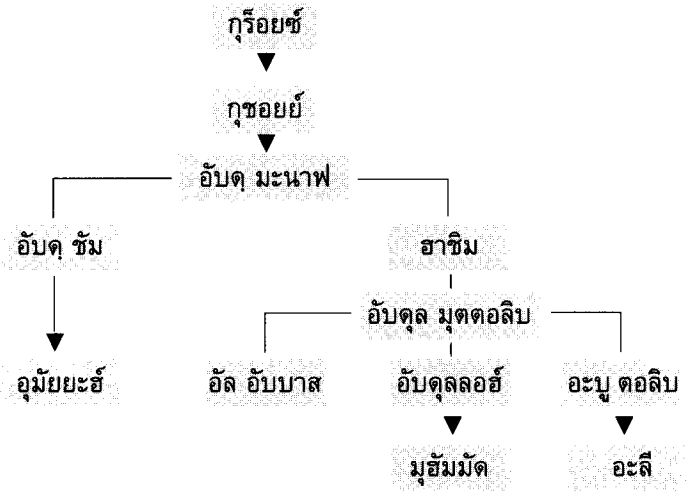 กุร็อยซ์
กุซอยย์
อับดุ มะนาฟ
อับดุ ชัม
ฮาชิม
อับดุล มุตตอลิบ
อุมัยยะฮ์
อัล อับบาส
อับดุลลอฮ์
อะบู ตอลิบ
มุฮัมมัด
อะลี